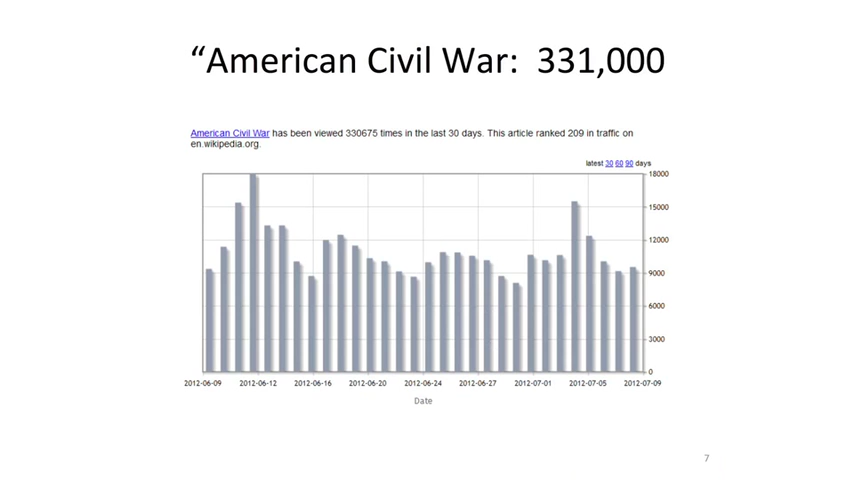 “American Civil War:  331,000
American Civil War has been viewed 330675 times in the last 30 days. This article ranked 209 in traffic on
en.wikipedia.org.
latest 30 60 90 days
18000
15000
12000
9000
6000
3000
0
2012-06-09 2012-06-12 2012-06-16 2012-06-20 2012-06-24 2012-06-27 2012-07-01 2012-07-05 2012-07-09
Date
7